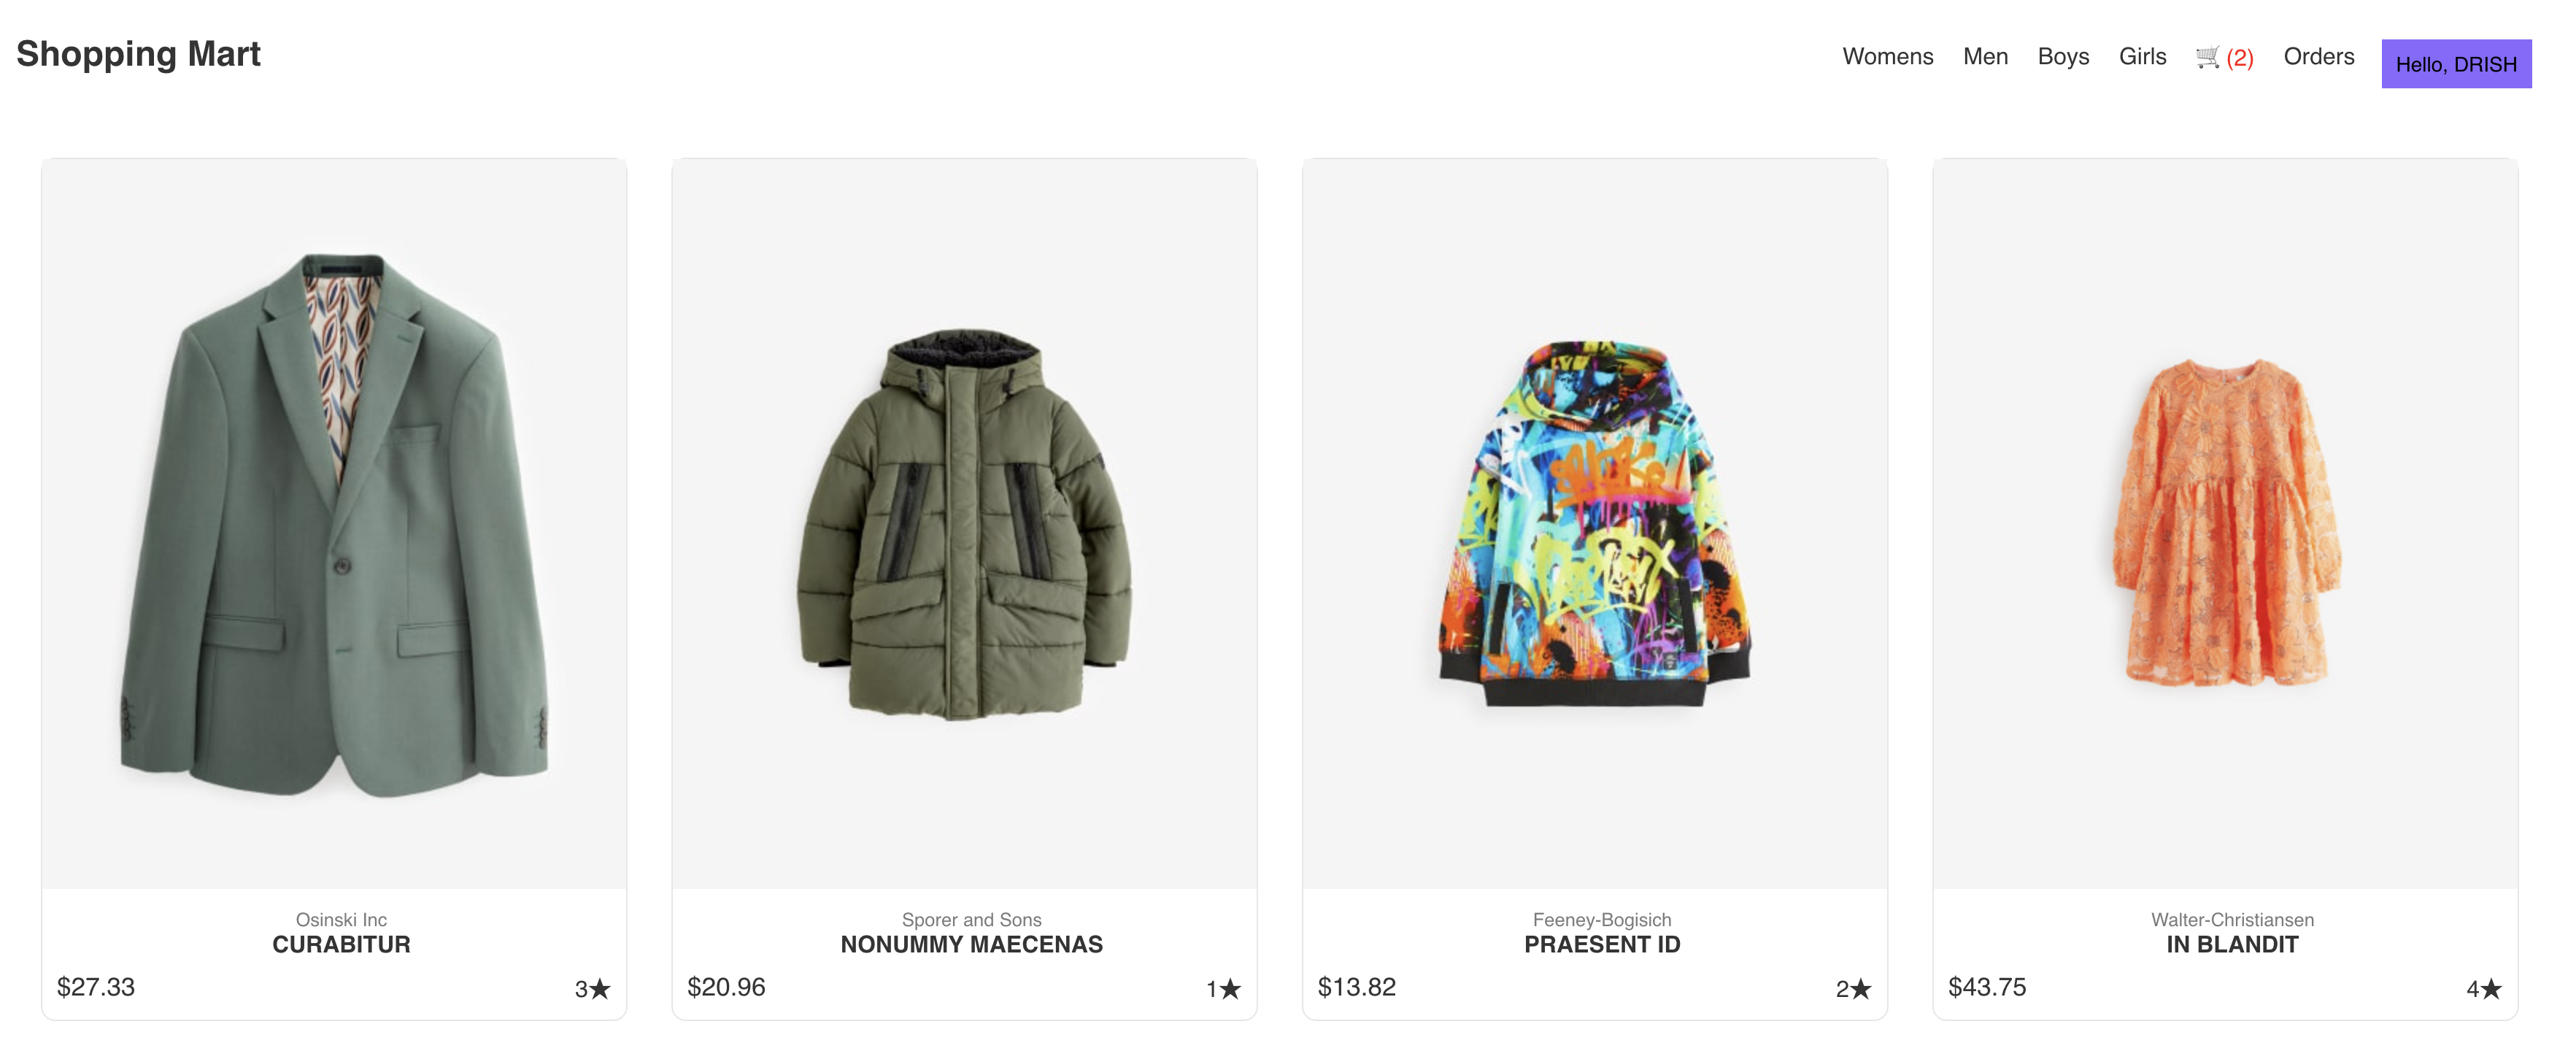 Shopping Mart
Womens Men Boys Girls 🛒 (2) Orders Hello, DRISH
Osinski Inc
CURABITUR
$27.33 3★
Sporer and Sons
NONUMMY MAECENAS
$20.96 1★
Feeney-Bogisich
PRAESENT ID
$13.82 2★
Walter-Christiansen
IN BLANDIT
$43.75 4★